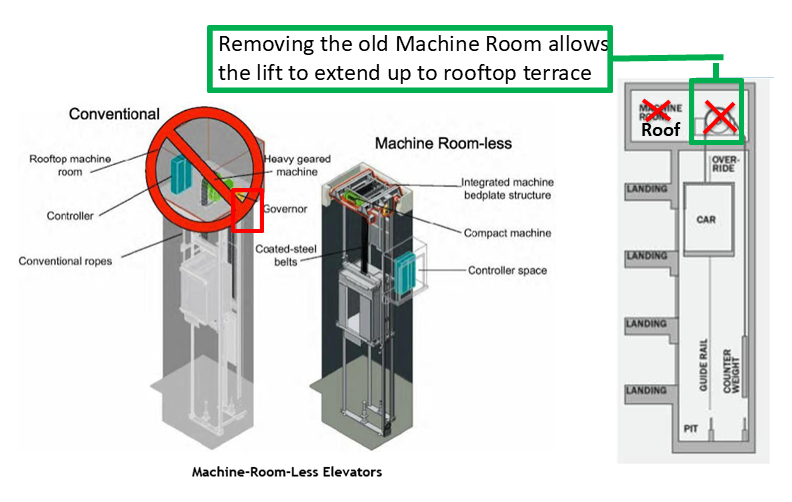 Removing the old Machine Room allows
the lift to extend up to rooftop terrace
Conventional
Rooftop machine
room
Controller
Conventional ropes
Heavy geared
machine
Governor
Machine Room-less
Integrated machine
bedplate structure
Compact machine
Coated-steel
belts
Controller space
MACHINE
ROOM
Roof
OVER-
RIDE
LANDING
CAR
LANDING
LANDING
LANDING
GUIDE RAIL
COUNTER
WEIGHT
PIT
Machine-Room-Less Elevators